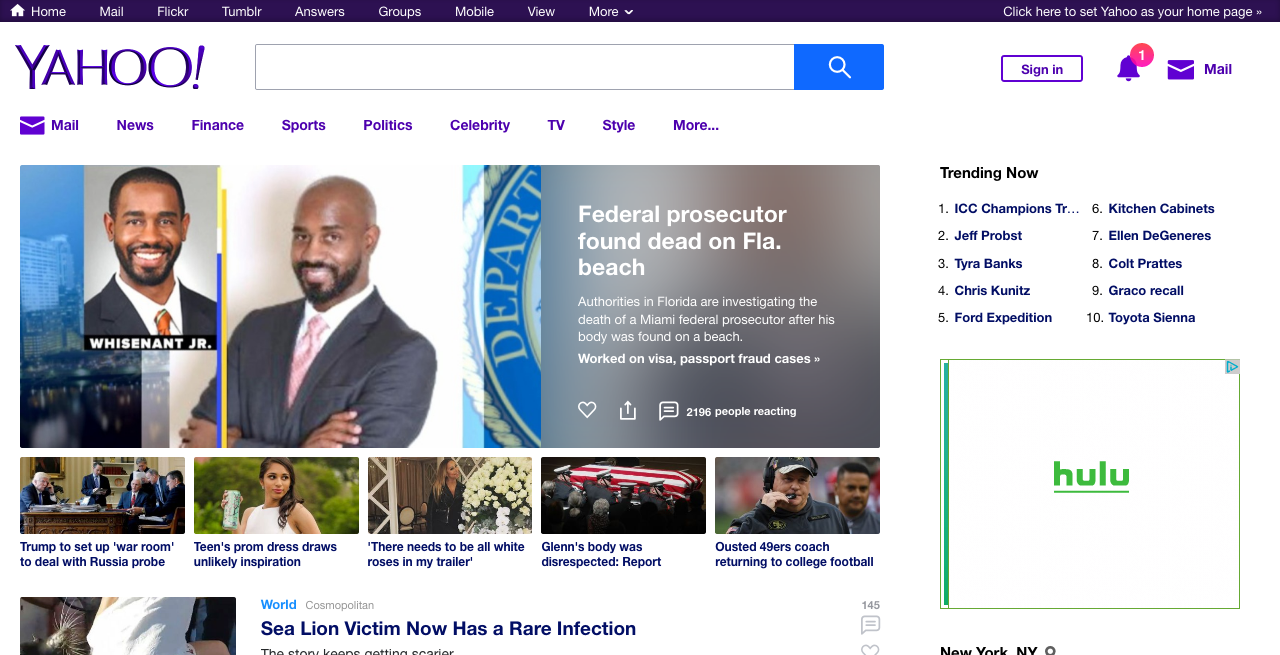 Home Mail Flickr Tumblr Answers Groups Mobile View More Click here to set Yahoo as your home page »
YAHOO!
Sign in
1
Mail
Mail News Finance Sports Politics Celebrity TV Style More...
WHISENANT JR.
DEPART
Federal prosecutor
found dead on Fla.
beach
Authorities in Florida are investigating the
death of a Miami federal prosecutor after his
body was found on a beach.
Worked on visa, passport fraud cases »
2196 people reacting
Trump to set up 'war room'
to deal with Russia probe
Teen's prom dress draws
unlikely inspiration
'There needs to be all white
roses in my trailer'
Glenn's body was
disrespected: Report
Ousted 49ers coach
returning to college football
World Cosmopolitan
145
Sea Lion Victim Now Has a Rare Infection
The story keeps getting scarier.
Trending Now
1. ICC Champions Tr...
2. Jeff Probst
3. Tyra Banks
4. Chris Kunitz
5. Ford Expedition
6. Kitchen Cabinets
7. Ellen DeGeneres
8. Colt Prattes
9. Graco recall
10. Toyota Sienna
hulu
New York, NY